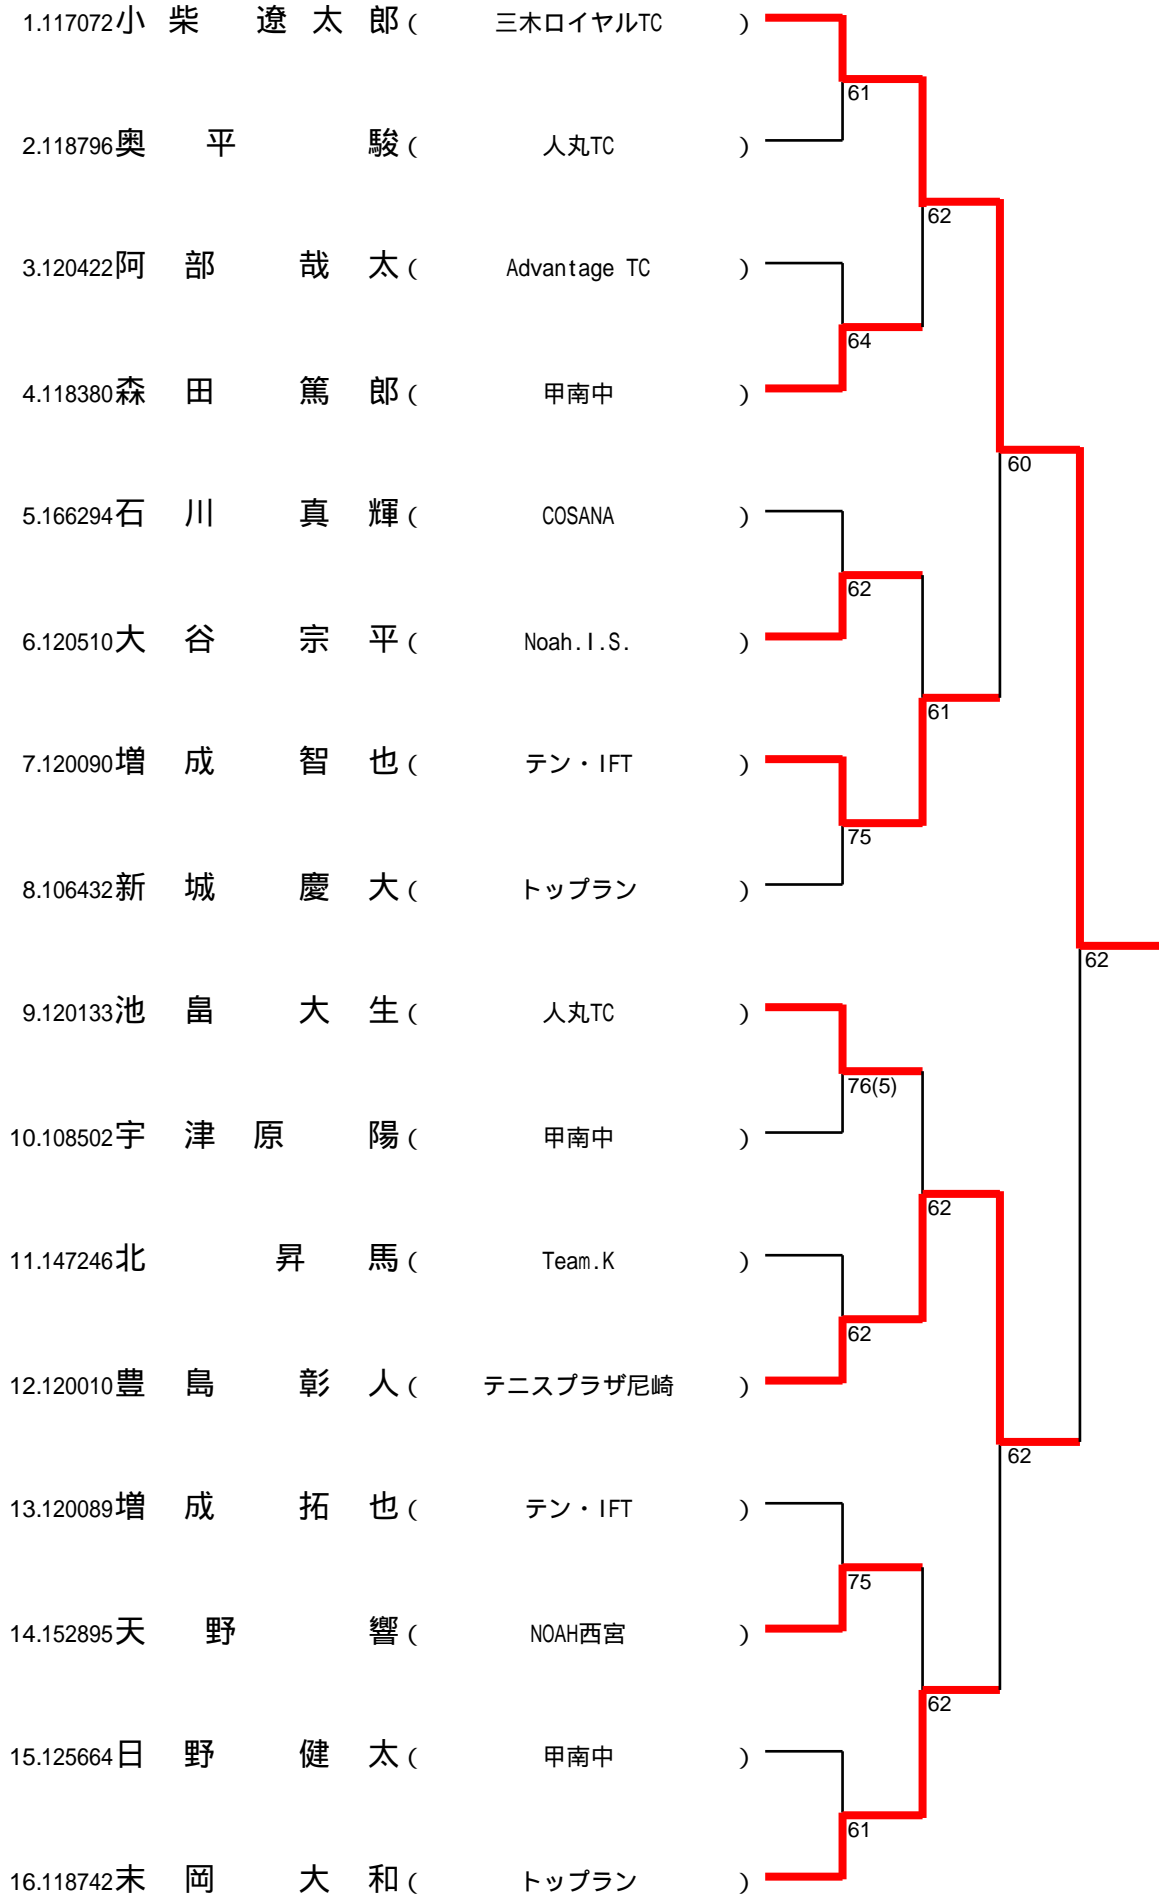 1.117072小柴 遼太郎( 三木ロイヤルTC )
61
2.118796奥平 駿( 人丸TC )
62
3.120422阿部 哉太( Advantage TC )
64
4.118380森田 篤郎( 甲南中 )
60
5.166294石川 真輝( COSANA )
62
6.120510大谷 宗平( Noah.I.S. )
61
7.120090増成 智也( テン・IFT )
75
8.106432新城 慶大( トップラン )
62
9.120133池畠 大生( 人丸TC )
76(5)
10.108502宇津原 陽( 甲南中 )
62
11.147246北 昇馬( Team.K )
62
12.120010豊島 彰人( テニスプラザ尼崎 )
62
13.120089増成 拓也( テン・IFT )
75
14.152895天野 響( NOAH西宮 )
62
15.125664日野 健太( 甲南中 )
61
16.118742末岡 大和( トップラン )